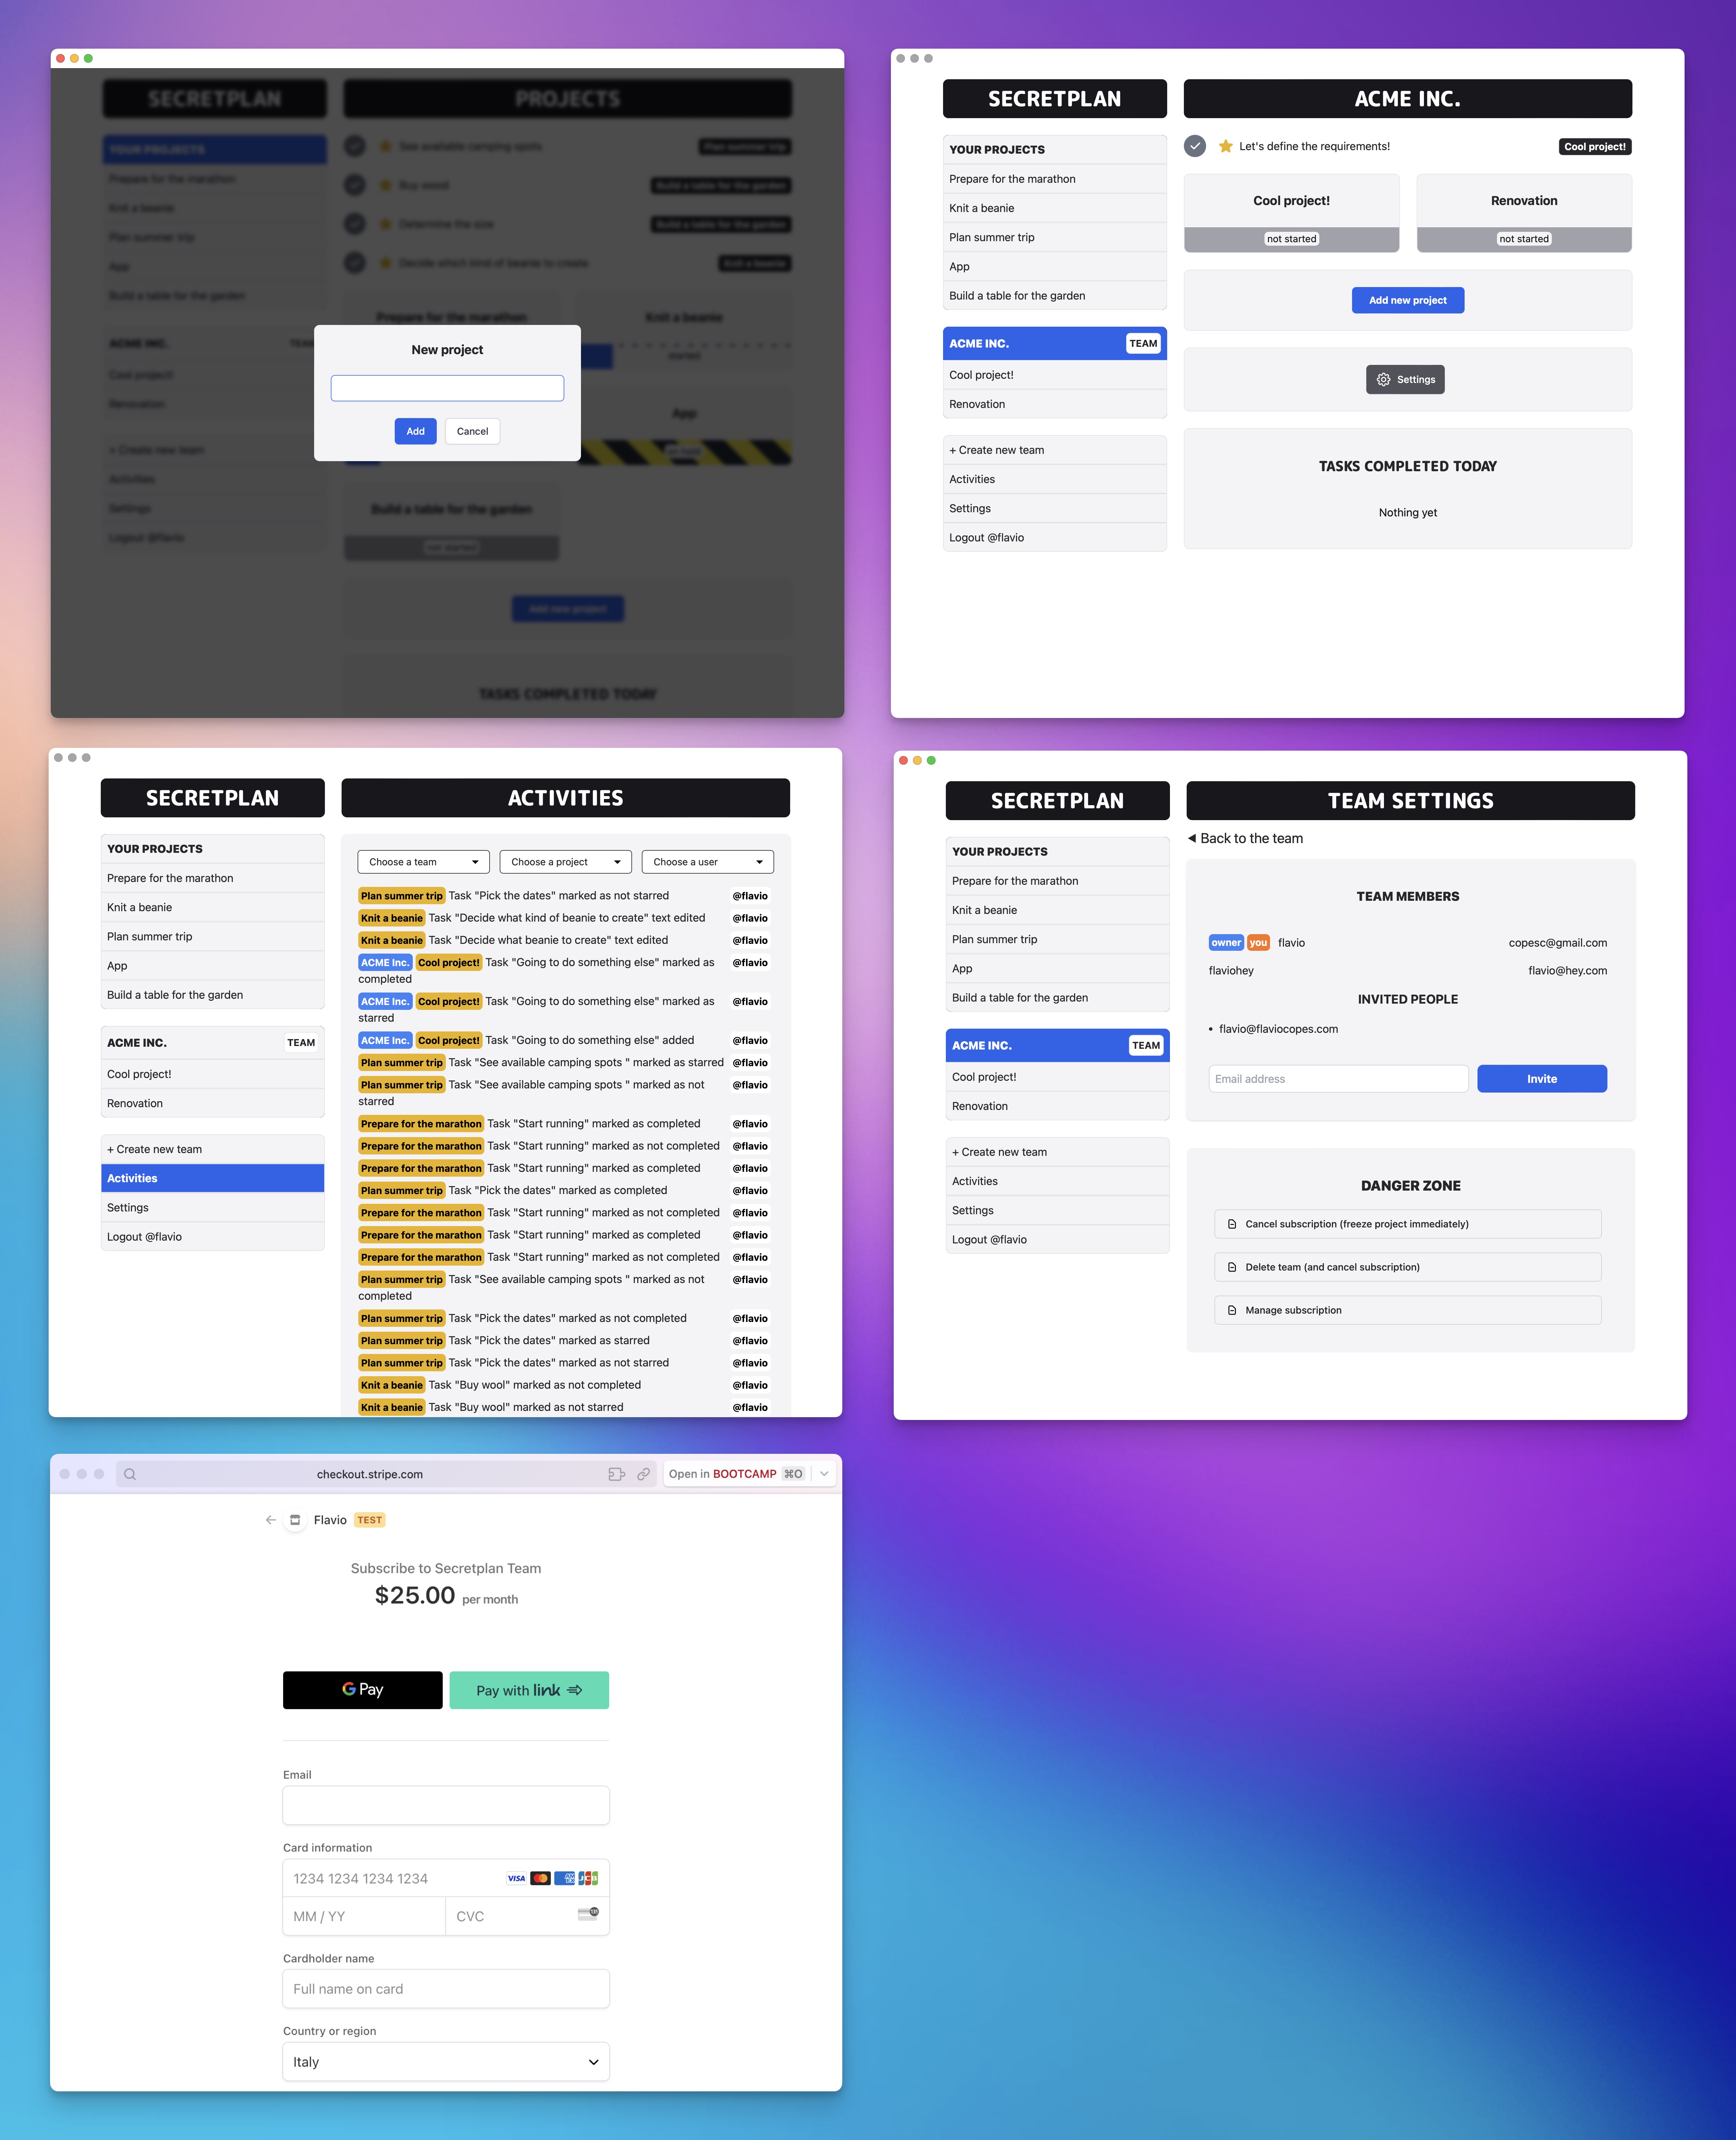 SECRETPLAN
PROJECTS
YOUR PROJECTS
Prepare for the marathon
Knit a beanie
Plan summer trip
App
Build a table for the garden
ACME INC.
TEAM
Cool project!
Renovation
+ Create new team
Activities
Settings
Logout @flavio
See available camping spots
Plan summer trip
Buy wood
Build a table for the garden
Determine the size
Build a table for the garden
Decide which kind of beanie to create
Knit a beanie
Prepare for the marathon
Knit a beanie
started
New project
Add
Cancel
App
on hold
Build a table for the garden
not started
Add new project
TASKS COMPLETED TODAY
SECRETPLAN
ACME INC.
YOUR PROJECTS
Prepare for the marathon
Knit a beanie
Plan summer trip
App
Build a table for the garden
ACME INC.
TEAM
Cool project!
Renovation
+ Create new team
Activities
Settings
Logout @flavio
Let's define the requirements!
Cool project!
Cool project!
not started
Renovation
not started
Add new project
Settings
TASKS COMPLETED TODAY
Nothing yet
SECRETPLAN
ACTIVITIES
YOUR PROJECTS
Prepare for the marathon
Knit a beanie
Plan summer trip
App
Build a table for the garden
ACME INC.
TEAM
Cool project!
Renovation
+ Create new team
Activities
Settings
Logout @flavio
Choose a team
Choose a project
Choose a user
Plan summer trip Task "Pick the dates" marked as not starred @flavio
Knit a beanie Task "Decide what kind of beanie to create" text edited @flavio
Knit a beanie Task "Decide what beanie to create" text edited @flavio
ACME Inc. Cool project! Task "Going to do something else" marked as @flavio
completed
ACME Inc. Cool project! Task "Going to do something else" marked as @flavio
starred
ACME Inc. Cool project! Task "Going to do something else" added @flavio
Plan summer trip Task "See available camping spots " marked as starred @flavio
Plan summer trip Task "See available camping spots " marked as not @flavio
starred
Prepare for the marathon Task "Start running" marked as completed @flavio
Prepare for the marathon Task "Start running" marked as not completed @flavio
Prepare for the marathon Task "Start running" marked as completed @flavio
Plan summer trip Task "Pick the dates" marked as completed @flavio
Prepare for the marathon Task "Start running" marked as not completed @flavio
Prepare for the marathon Task "Start running" marked as completed @flavio
Prepare for the marathon Task "Start running" marked as not completed @flavio
Plan summer trip Task "See available camping spots " marked as not @flavio
completed
Plan summer trip Task "Pick the dates" marked as not completed @flavio
Plan summer trip Task "Pick the dates" marked as starred @flavio
Plan summer trip Task "Pick the dates" marked as not starred @flavio
Knit a beanie Task "Buy wool" marked as not completed @flavio
Knit a beanie Task "Buy wool" marked as not starred @flavio
SECRETPLAN
TEAM SETTINGS
YOUR PROJECTS
Prepare for the marathon
Knit a beanie
Plan summer trip
App
Build a table for the garden
ACME INC.
TEAM
Cool project!
Renovation
+ Create new team
Activities
Settings
Logout @flavio
◀ Back to the team
TEAM MEMBERS
owner you flavio copesc@gmail.com
flaviohey flavio@hey.com
INVITED PEOPLE
• flavio@flaviocopes.com
Email address
Invite
DANGER ZONE
Cancel subscription (freeze project immediately)
Delete team (and cancel subscription)
Manage subscription
checkout.stripe.com
Open in BOOTCAMP ⌘O
Flavio TEST
Subscribe to Secretplan Team
$25.00 per month
G Pay
Pay with link
Email
Card information
1234 1234 1234 1234
VISA
AM EX
JCB
MM / YY
CVC
Cardholder name
Full name on card
Country or region
Italy